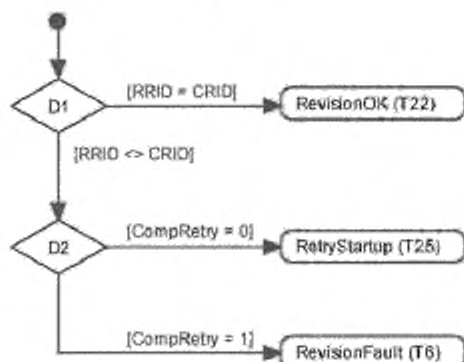 D1
[RRID = CRID]
RevisionOK (T22)
[RRID <> CRID]
D2
[CompRetry = 0]
RetryStartup (T25)
[CompRetry = 1]
RevisionFault (T6)